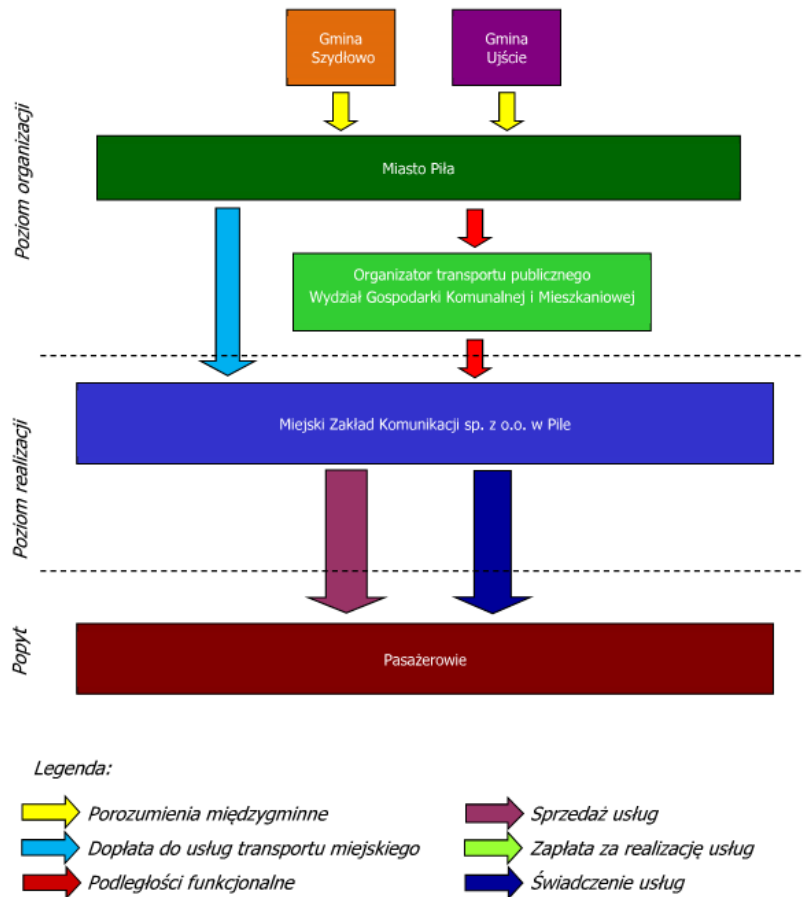 Gmina
Szydłowo
Gmina
Ujście
Poziom organizacji
Miasto Piła
Organizator transportu publicznego
Wydział Gospodarki Komunalnej i Mieszkaniowej
Poziom realizacji
Miejski Zakład Komunikacji sp. z o.o. w Pile
Popyt
Pasażerowie
Legenda:
Porozumienia międzygminne
Dopłata do usług transportu miejskiego
Podległości funkcjonalne
Sprzedaż usług
Zapłata za realizację usług
Świadczenie usług